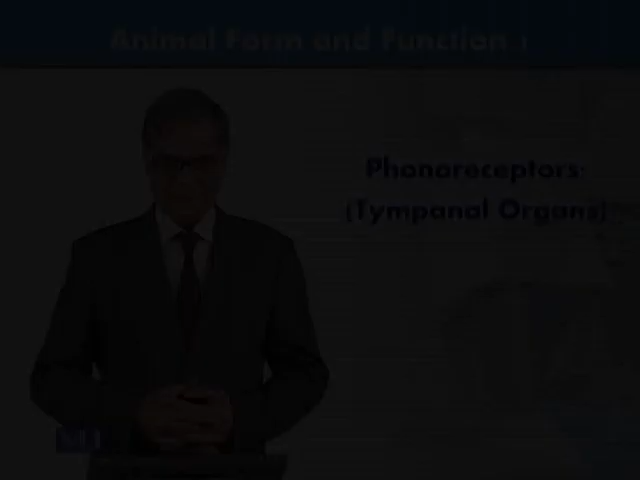 Animal Form and Function 1
Phonoreceptors:
(Tympanal Organs)